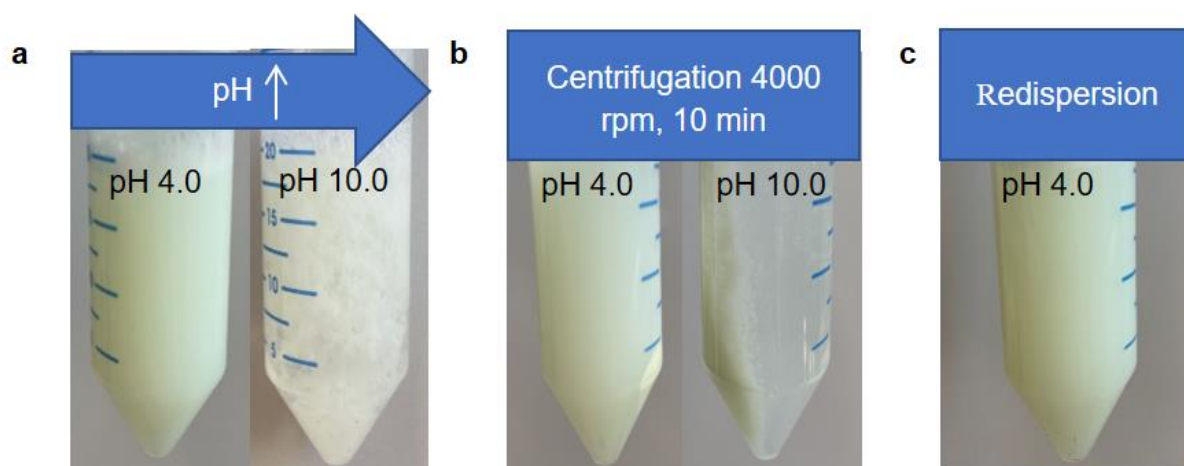 a
pH ↑
pH 4.0
pH 10.0
20
15
10
5
b
Centrifugation 4000
rpm, 10 min
pH 4.0
pH 10.0
c
Redispersion
pH 4.0